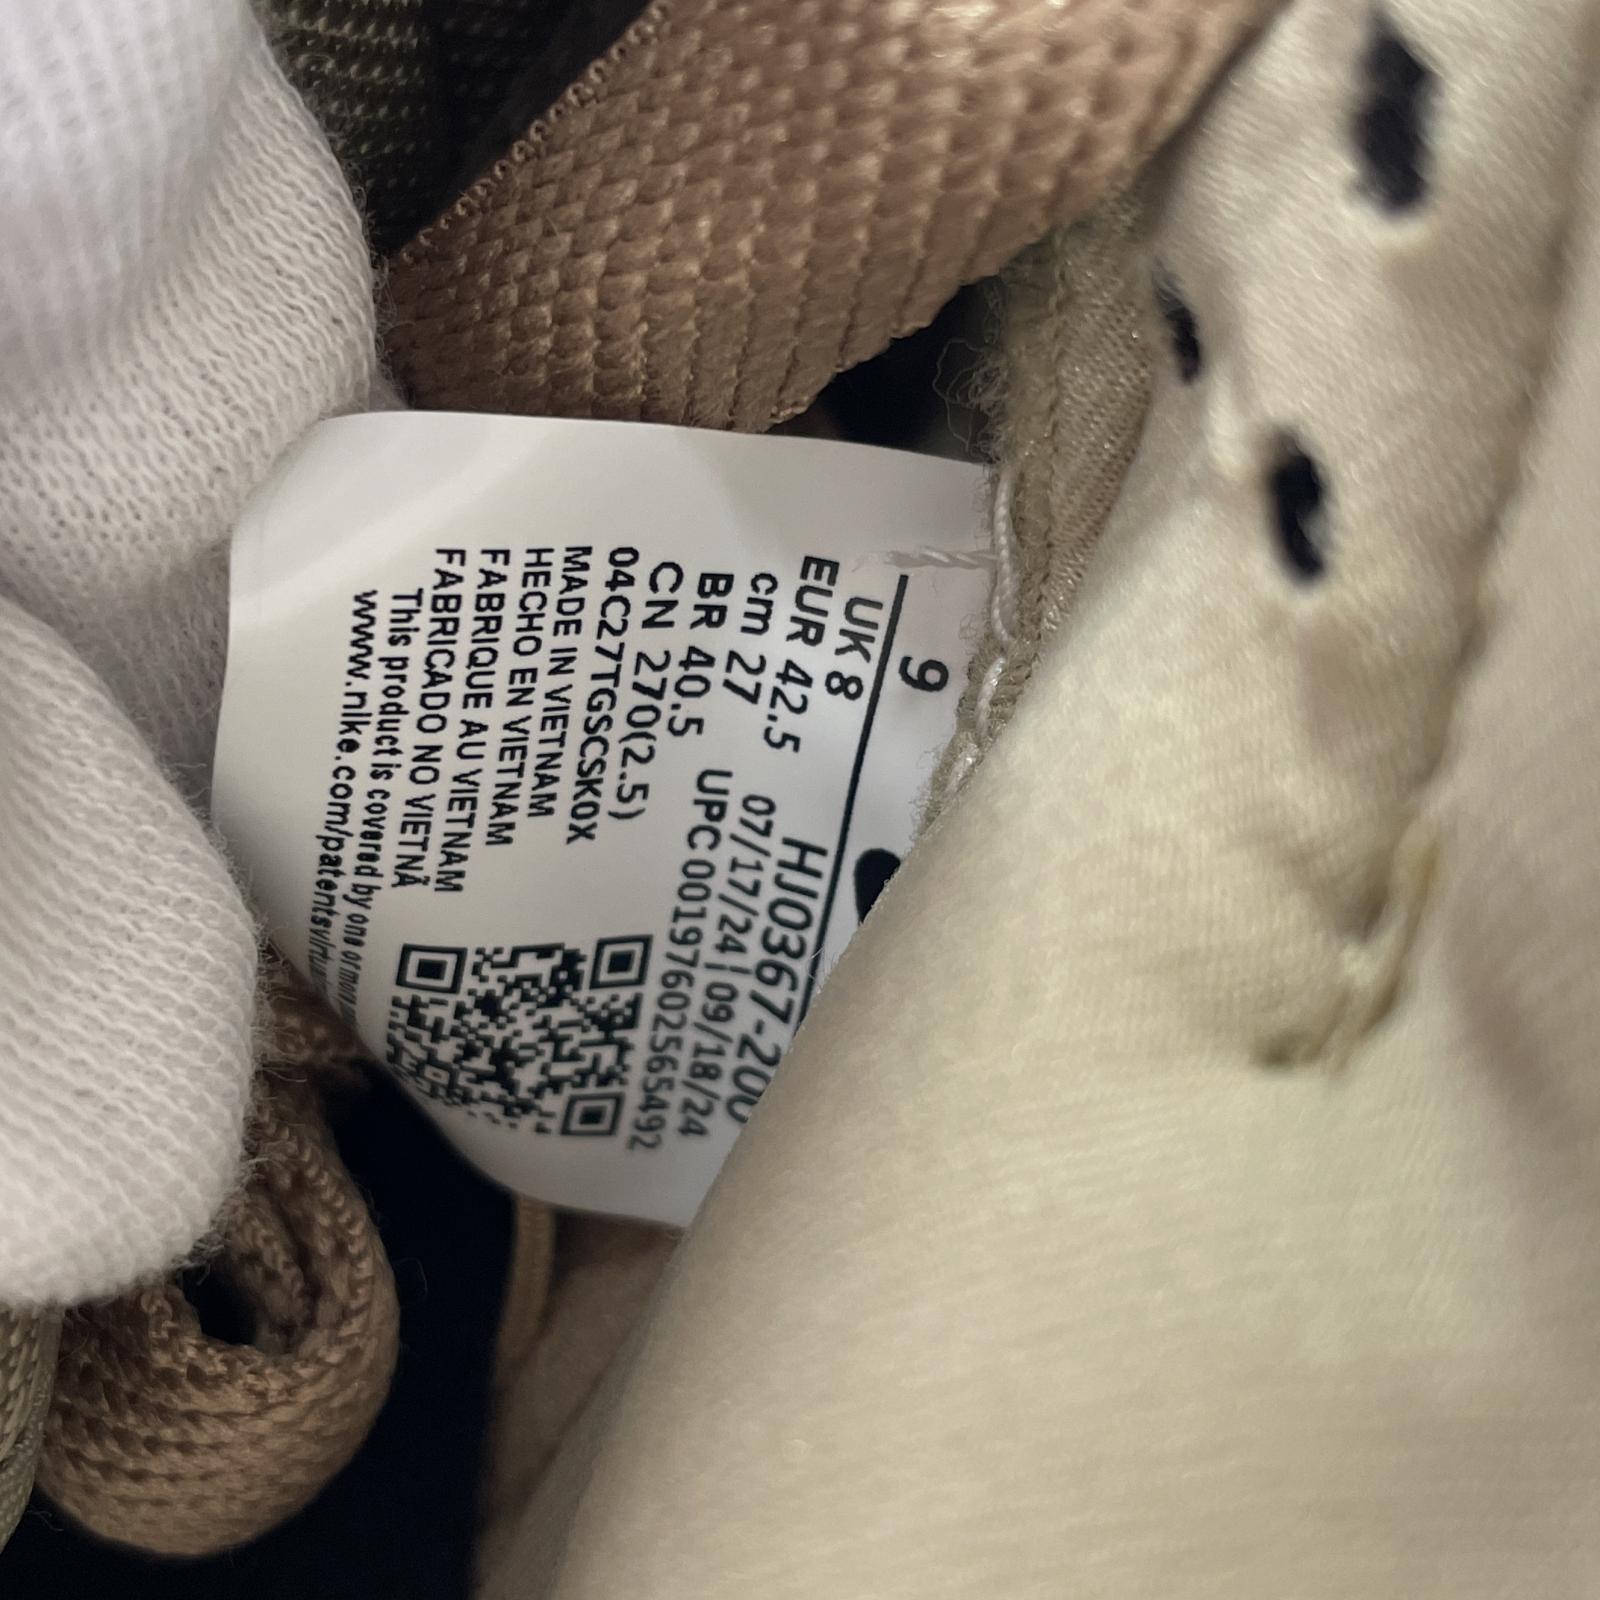 9
UK 8
EUR 42.5
cm 27
BR 40.5
CN 270(2.5)
HJ0367-200
07/17/24 | 09/18/24
UPC 00197602565492
04C27TGSCSK0X
MADE IN VIETNAM
HECHO EN VIETNAM
FABRIQUE AU VIETNAM
FABRICADO NO VIETNÃ
This product is covered by one or more
www.nike.com/patentsvirtu